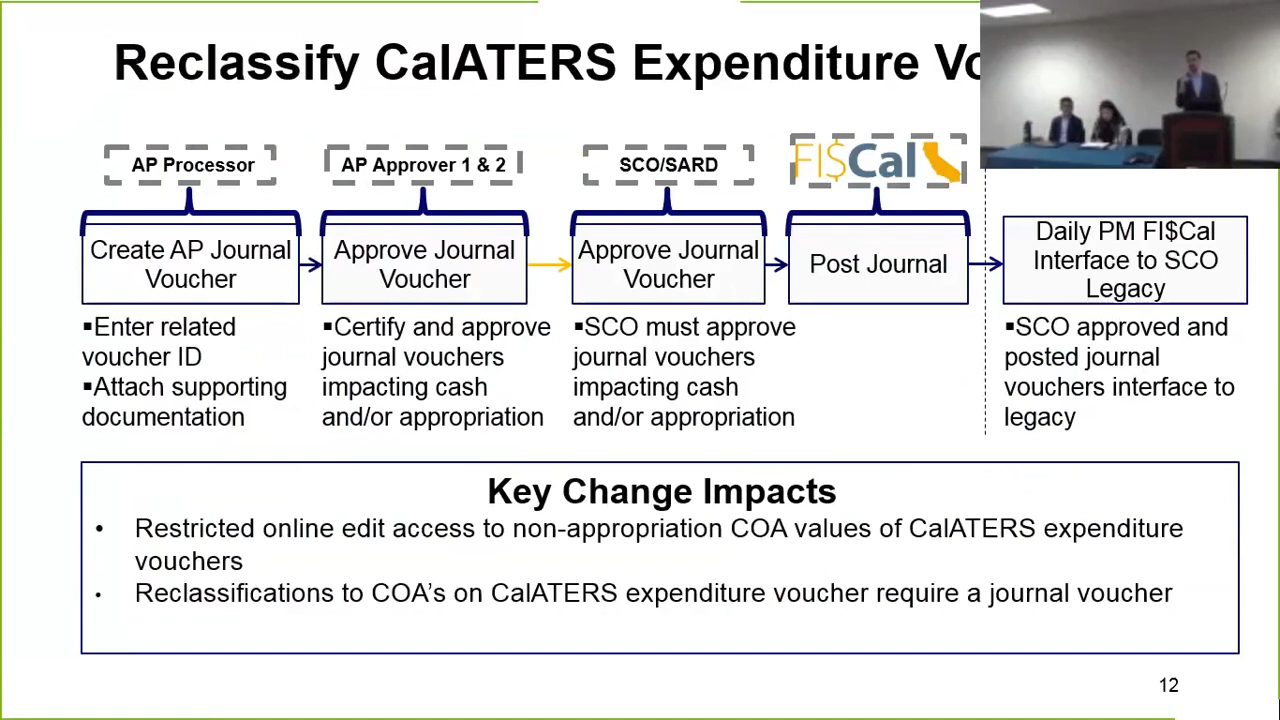 Reclassify CalATERS Expenditure
AP Processor
AP Approver 1 & 2
SCO/SARD
FI$Cal
Create AP Journal
Voucher
Approve Journal
Voucher
Approve Journal
Voucher
Post Journal
Daily PM FI$Cal
Interface to SCO
Legacy
▪Enter related
voucher ID
▪Attach supporting
documentation
▪Certify and approve
journal vouchers
impacting cash
and/or appropriation
▪SCO must approve
journal vouchers
impacting cash
and/or appropriation
▪SCO approved and
posted journal
vouchers interface to
legacy
Key Change Impacts
• Restricted online edit access to non-appropriation COA values of CalATERS expenditure
vouchers
• Reclassifications to COA’s on CalATERS expenditure voucher require a journal voucher
12